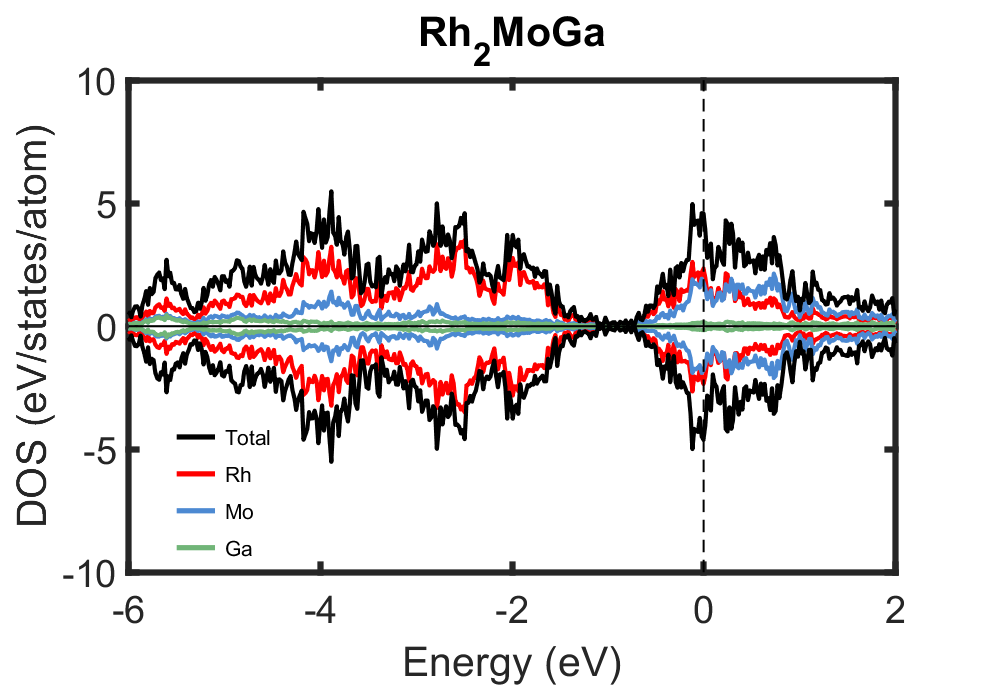 Rh₂MoGa
10
5
0
-5
-10
DOS (eV/states/atom)
Total
Rh
Mo
Ga
-6 -4 -2 0 2
Energy (eV)